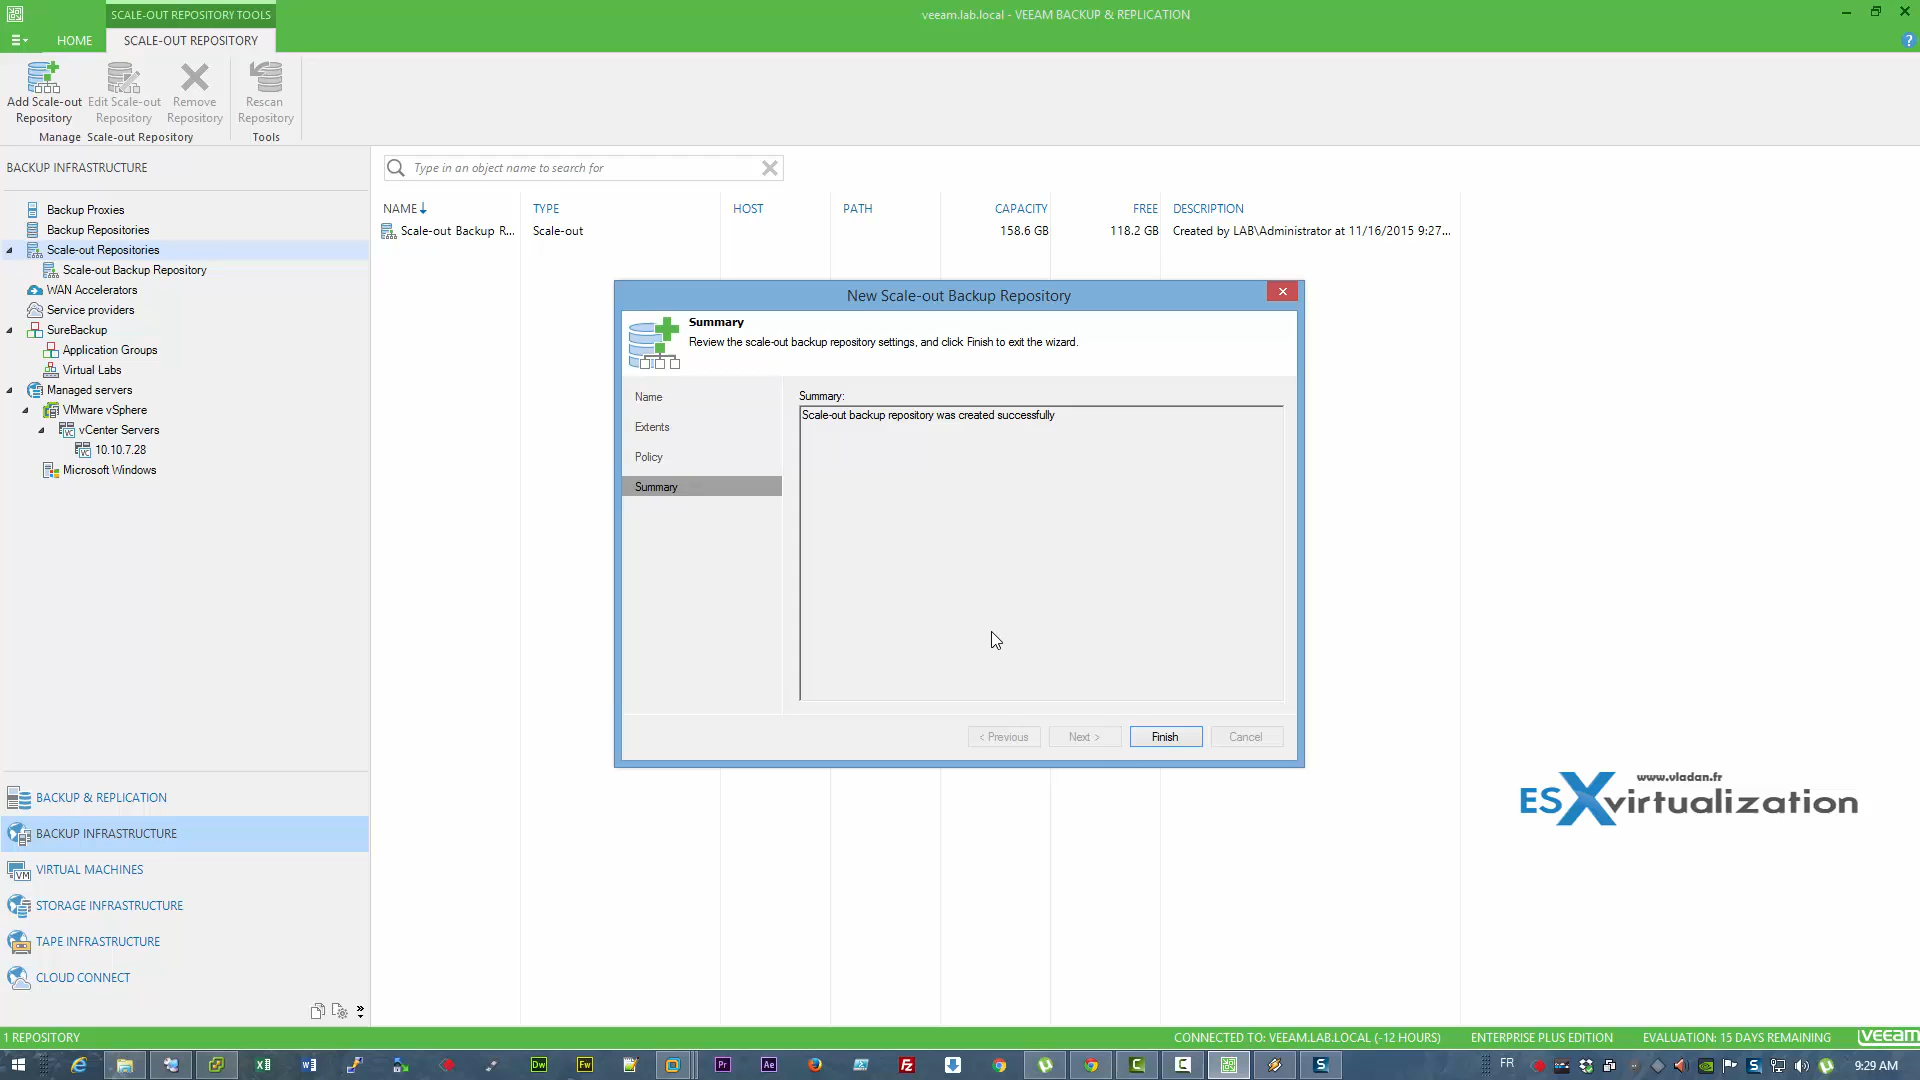 SCALE-OUT REPOSITORY TOOLS
veeam.lab.local - VEEAM BACKUP & REPLICATION
HOME
SCALE-OUT REPOSITORY
Add Scale-out Repository
Edit Scale-out Repository
Remove Repository
Rescan Repository
Manage Scale-out Repository
Tools
BACKUP INFRASTRUCTURE
Type in an object name to search for
Backup Proxies
Backup Repositories
Scale-out Repositories
Scale-out Backup Repository
WAN Accelerators
Service providers
SureBackup
Application Groups
Virtual Labs
Managed servers
VMware vSphere
vCenter Servers
10.10.7.28
Microsoft Windows
NAME TYPE HOST PATH CAPACITY FREE DESCRIPTION
Scale-out Backup R... Scale-out 158.6 GB 118.2 GB Created by LAB\Administrator at 11/16/2015 9:27...
New Scale-out Backup Repository
Summary
Review the scale-out backup repository settings, and click Finish to exit the wizard.
Name
Extents
Policy
Summary
Summary:
Scale-out backup repository was created successfully
< Previous
Next >
Finish
Cancel
www.vladan.fr
ESXvirtualization
BACKUP & REPLICATION
BACKUP INFRASTRUCTURE
VIRTUAL MACHINES
STORAGE INFRASTRUCTURE
TAPE INFRASTRUCTURE
CLOUD CONNECT
1 REPOSITORY
CONNECTED TO: VEEAM.LAB.LOCAL (-12 HOURS)
ENTERPRISE PLUS EDITION
EVALUATION: 15 DAYS REMAINING
veeam
FR
9:29 AM